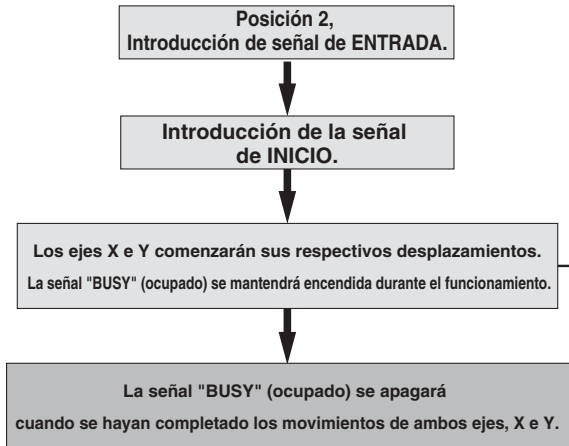 Posición 2,
Introducción de señal de ENTRADA.
Introducción de la señal
de INICIO.
Los ejes X e Y comenzarán sus respectivos desplazamientos.
La señal "BUSY" (ocupado) se mantendrá encendida durante el funcionamiento.
La señal "BUSY" (ocupado) se apagará
cuando se hayan completado los movimientos de ambos ejes, X e Y.